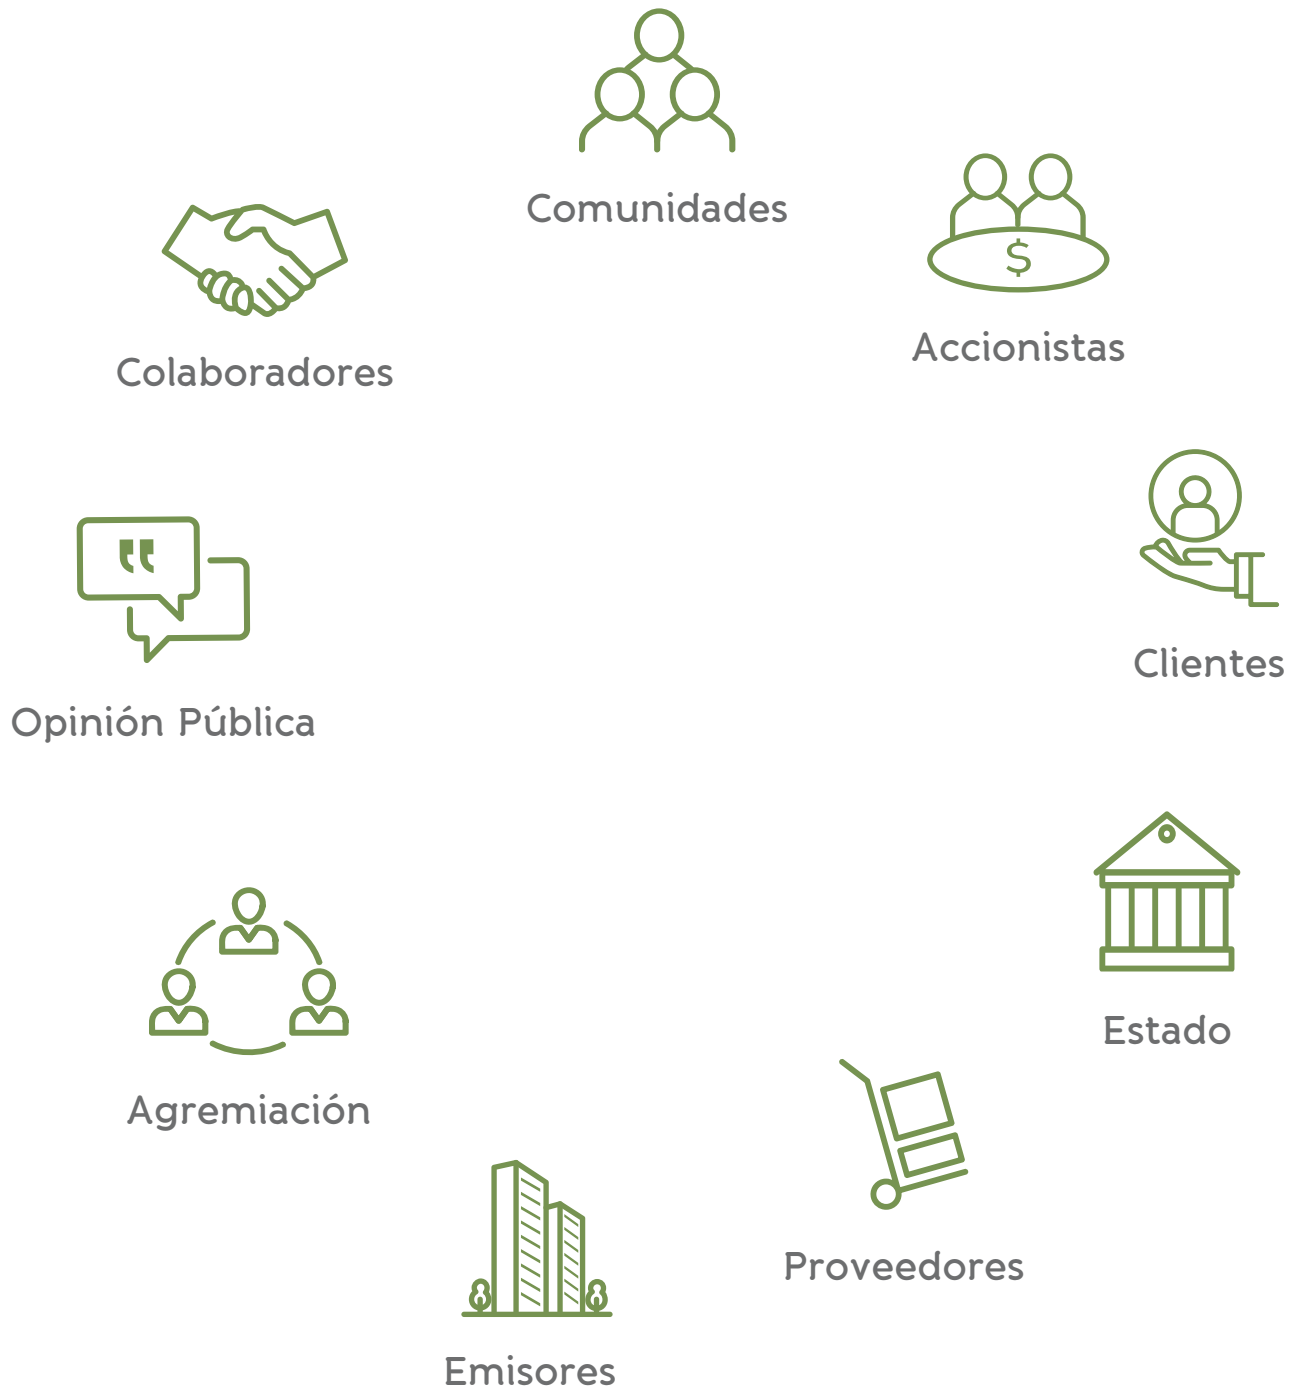 Comunidades
Accionistas
Colaboradores
Clientes
Opinión Pública
Estado
Agremiación
Proveedores
Emisores